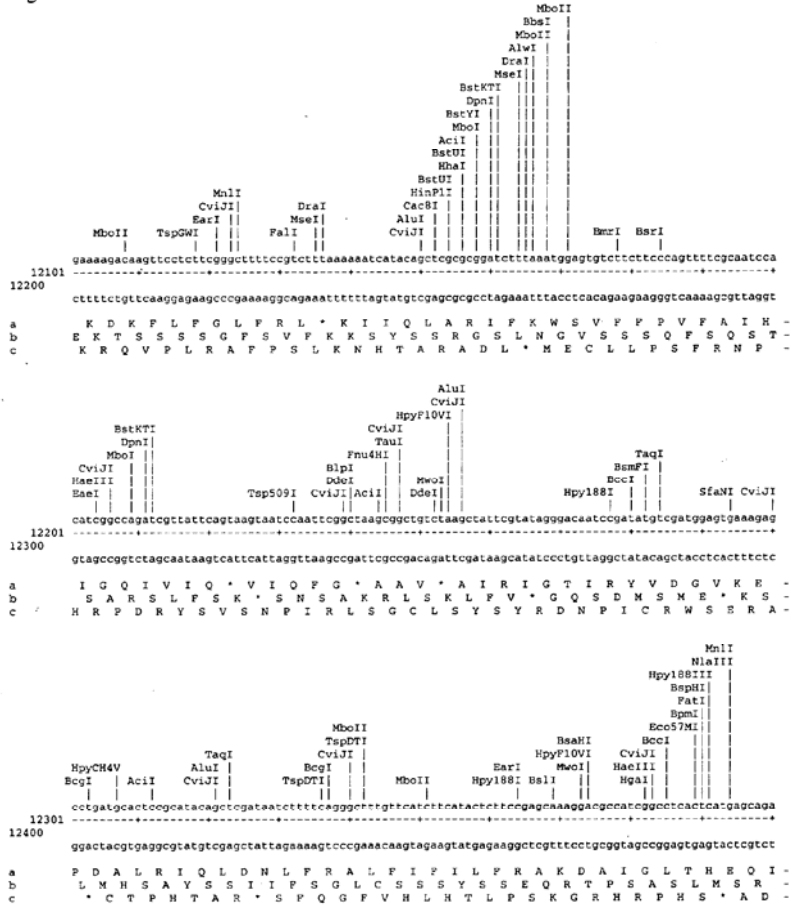 MboII
BbsI
MboII
AlwI
DraI
MseI
BstKTI
DpnI
BstYI
MboI
AciI
BstUI
HhaI
MnlI BstUI
CviJI DraI HinP1I
EarI MseI Cac8I
AluI
MboII TspGWI FalI CviJI BmrI BsrI
gaaaagacaagttcctcttcgggcttttccgtctttaaaaaaatcatacagctcgcgcggatctttaaatggagtgtcttcttcccagttttcgcaatcca
12101
12200
cttttctgttcaaggagaagcccgaaaaggcagaaatttttttagtatgtcgagcgcgcctagaaatttacctcacagaagaagggtcaaaagcgttaggt
a K D K F L F G L F R L * K I I Q L A R I F K W S V F F P V F A I H -
b E K T S S S G F S V F K K S Y S S R G S L N G V S S S Q F S Q S T
c K R Q V P L R A F P S L K N H T A R A D L * M E C L L P S F R N P -
AluI
CviJI
BstKTI CviJI HpyF10VI
DpnI TauI
MboI Fnu4HI TaqI
CviJI BlpI BsmFI
HaeIII DdeI MwoI BccI
EaeI Tsp509I CviJI AciI DdeI Hpy188I SfaNI CviJI
catcggccagatcgttattcagtaagtaatccaattcggctaagcggctgtctaagctattcgtatagggacaatccgatatgtcgatggagtgaaagag
12201
12300
gtagccggtctagcaataagtcattcattaggttaagccgattcgccgacagattcgataagcatatccctgttaggctatacagctacctcactttctc
a I G Q I V I Q * V I Q F G * A A V * A I R I G T I R Y V D G V K E -
b S A R S L F S K * S N S A K R L S K L F V * G Q S D M S M E * K S -
c H R P D R Y S V S N P I R L S G C L S Y S Y R D N P I C R W S E R A -
MnlI
NlaIII
Hpy188III
BspHI
FatI
MboII BpmI
TspDTI Eco57MI
TaqI CviJI BsaHI BccI
HpyCH4V AluI BcgI EarI HpyF10VI CviJI
BcgI AciI CviJI TspDTI MboII Hpy188I BslI MwoI HaeIII
HgaI
cctgatgcactccgcatacagctcgataatcttttcagggctttgttcatcttcatactcttccgagcaaaggacgccatcggcctcactcatgagcaga
12301
12400
ggactacgtgaggcgtatgtcgagctattagaaaagtcccgaaacaagtagaagtatgagaaggctcgtttcctgcggtagccggagtgagtactcgtct
a P D A L R I Q L D N L F R A L F I F I L F R A K D A I G L T H E Q I -
b L M H S A Y S S I I F S G L C S S S Y S S E Q R T P S A S L M S R -
c * C T P H T A R * S F Q G F V H L H T L P S K G R H R P H S * A D -